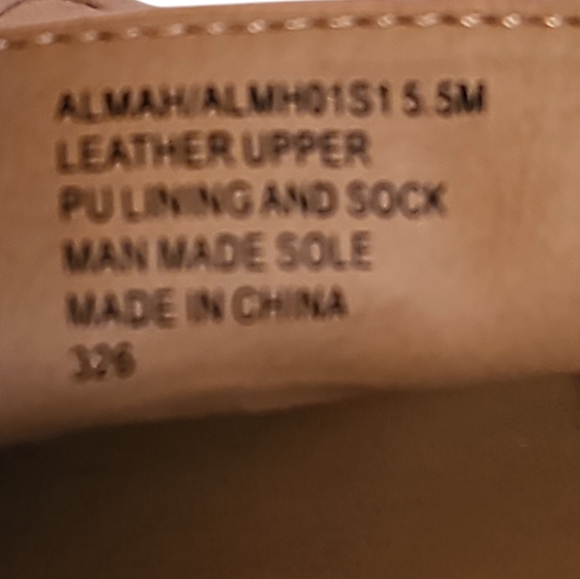 ALMAH/ALMH01S1 5.5M
LEATHER UPPER
PU LINING AND SOCK
MAN MADE SOLE
MADE IN CHINA
326